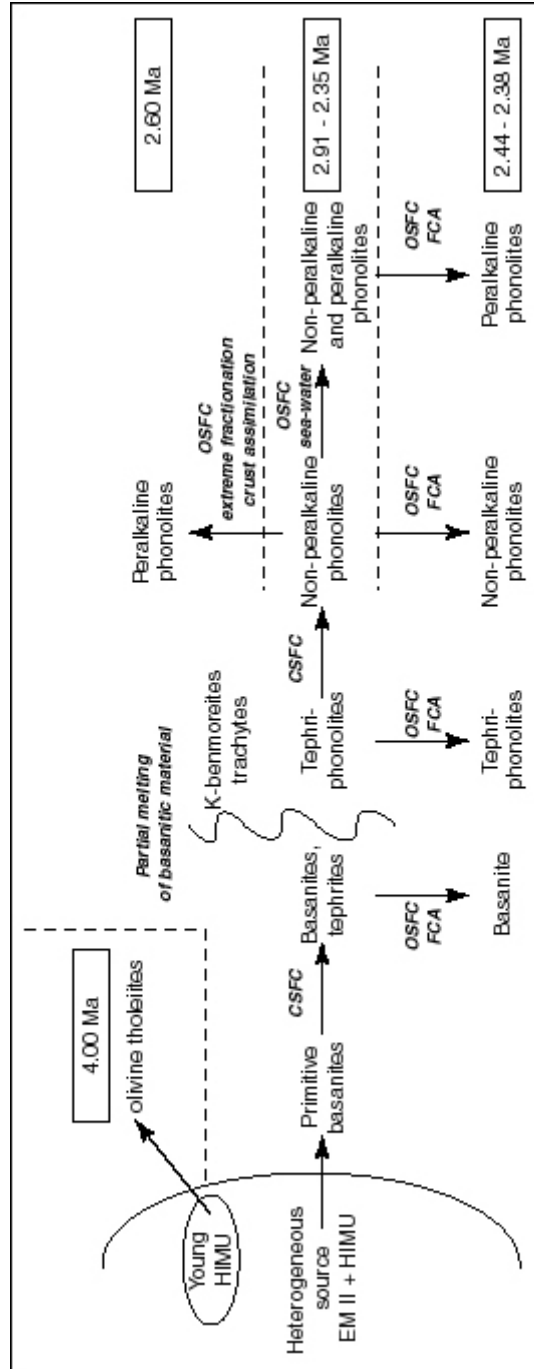 4.00 Ma
olivine tholeiites
Young
HIMU
Heterogeneous
source
EM II + HIMU
Primitive
basanites
CSFC
Basanites,
tephrites
OSFC
FCA
Basanite
Partial melting
of basanitic material
K-benmoreites
trachytes
Tephri-
phonolites
OSFC
FCA
Tephri-
phonolites
CSFC
Peralkaline
phonolites
OSFC
extreme fractionation
crust assimilation
Non-peralkaline
phonolites
OSFC
sea-water
OSFC
FCA
Non-peralkaline
phonolites
Non-peralkaline
and peralkaline
phonolites
OSFC
FCA
Peralkaline
phonolites
2.60 Ma
2.91 - 2.35 Ma
2.44 - 2.38 Ma